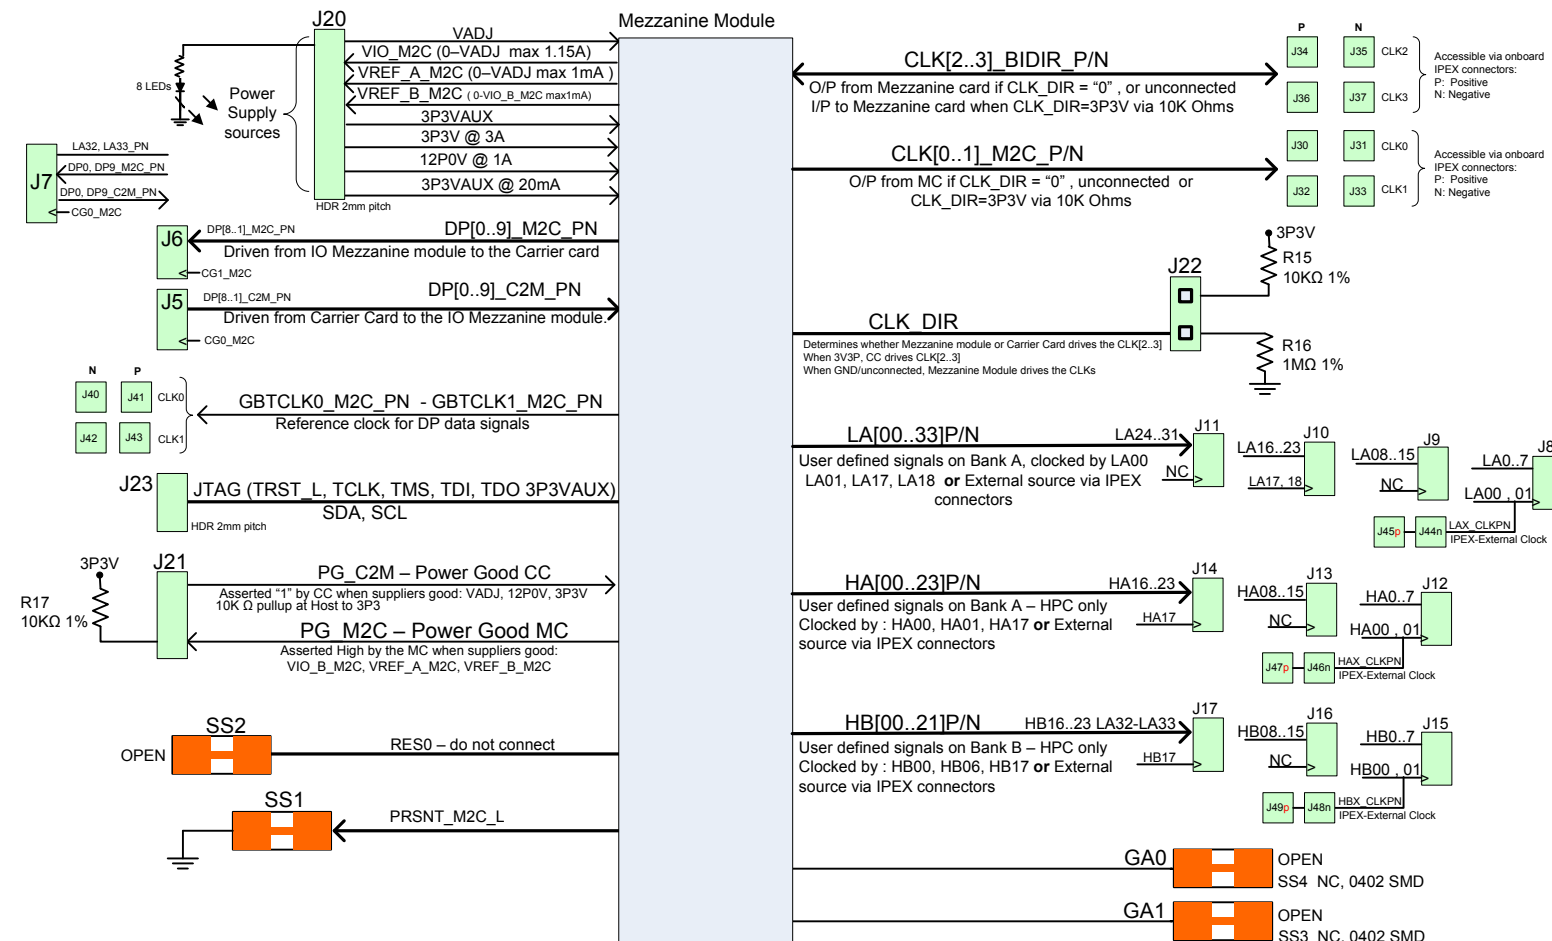 Mezzanine Module
J20
VADJ
VIO_M2C (0–VADJ max 1.15A)
VREF_A_M2C (0–VADJ max 1mA )
VREF_B_M2C ( 0-VIO_B_M2C max1mA)
3P3VAUX
3P3V @ 3A
12P0V @ 1A
3P3VAUX @ 20mA
HDR 2mm pitch
8 LEDs
Power
Supply
sources
J7
LA32, LA33_PN
DP0, DP9_M2C_PN
DP0, DP9_C2M_PN
CG0_M2C
J6
DP[8..1]_M2C_PN
DP[0..9]_M2C_PN
Driven from IO Mezzanine module to the Carrier card
CG1_M2C
J5
DP[8..1]_C2M_PN
DP[0..9]_C2M_PN
Driven from Carrier Card to the IO Mezzanine module.
CG0_M2C
N P
J40 J41 CLK0
J42 J43 CLK1
GBTCLK0_M2C_PN - GBTCLK1_M2C_PN
Reference clock for DP data signals
J23
JTAG (TRST_L, TCLK, TMS, TDI, TDO 3P3VAUX)
SDA, SCL
HDR 2mm pitch
3P3V
R17
10KΩ 1%
J21
PG_C2M – Power Good CC
Asserted "1" by CC when suppliers good: VADJ, 12P0V, 3P3V
10K Ω pullup at Host to 3P3
PG_M2C – Power Good MC
Asserted High by the MC when suppliers good:
VIO_B_M2C, VREF_A_M2C, VREF_B_M2C
SS2
OPEN
RES0 – do not connect
SS1
PRSNT_M2C_L
CLK[2..3]_BIDIR_P/N
O/P from Mezzanine card if CLK_DIR = "0" , or unconnected
I/P to Mezzanine card when CLK_DIR=3P3V via 10K Ohms
P N
J34 J35 CLK2
J36 J37 CLK3
Accessible via onboard
IPEX connectors:
P: Positive
N: Negative
CLK[0..1]_M2C_P/N
O/P from MC if CLK_DIR = "0" , unconnected or
CLK_DIR=3P3V via 10K Ohms
J30 J31 CLK0
J32 J33 CLK1
Accessible via onboard
IPEX connectors:
P: Positive
N: Negative
3P3V
R15
10KΩ 1%
J22
CLK_DIR
Determines whether Mezzanine module or Carrier Card drives the CLK[2..3]
When 3V3P, CC drives CLK[2..3]
When GND/unconnected, Mezzanine Module drives the CLKs
R16
1MΩ 1%
LA[00..33]P/N
User defined signals on Bank A, clocked by LA00
LA01, LA17, LA18 or External source via IPEX
connectors
LA24..31
NC
J11
LA16..23
LA17, 18
J10
LA08..15
NC
J9
LA0..7
LA00 , 01
J8
J45p J44n LAX_CLKPN
IPEX-External Clock
HA[00..23]P/N
User defined signals on Bank A – HPC only
Clocked by : HA00, HA01, HA17 or External
source via IPEX connectors
HA16..23
HA17
J14
HA08..15
NC
J13
HA0..7
HA00 , 01
J12
J47p J46n HAX_CLKPN
IPEX-External Clock
HB[00..21]P/N
User defined signals on Bank B – HPC only
Clocked by : HB00, HB06, HB17 or External
source via IPEX connectors
HB16..23 LA32-LA33
HB17
J17
HB08..15
NC
J16
HB0..7
HB00 , 01
J15
J49p J48n HBX_CLKPN
IPEX-External Clock
GA0
OPEN
SS4 NC, 0402 SMD
GA1
OPEN
SS3 NC, 0402 SMD